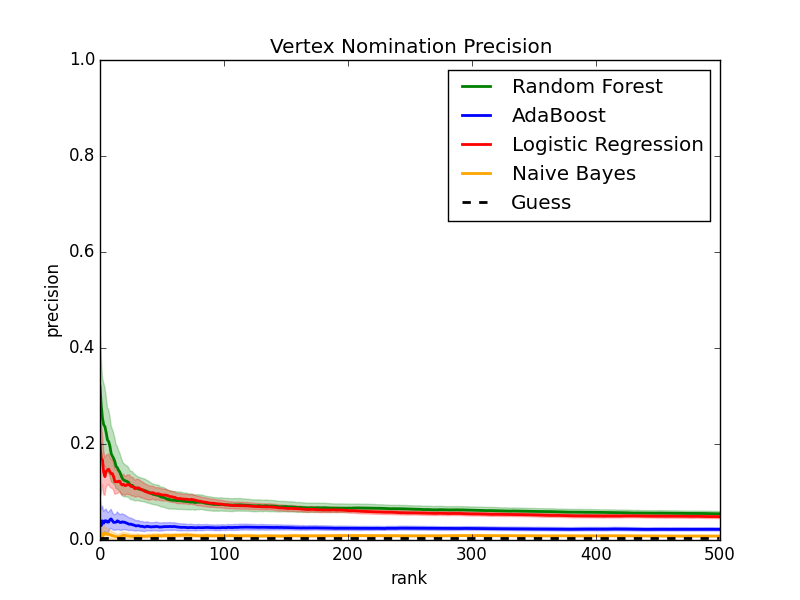 Vertex Nomination Precision
1.0
0.8
0.6
0.4
0.2
0.0
precision
Random Forest
AdaBoost
Logistic Regression
Naive Bayes
Guess
0 100 200 300 400 500
rank